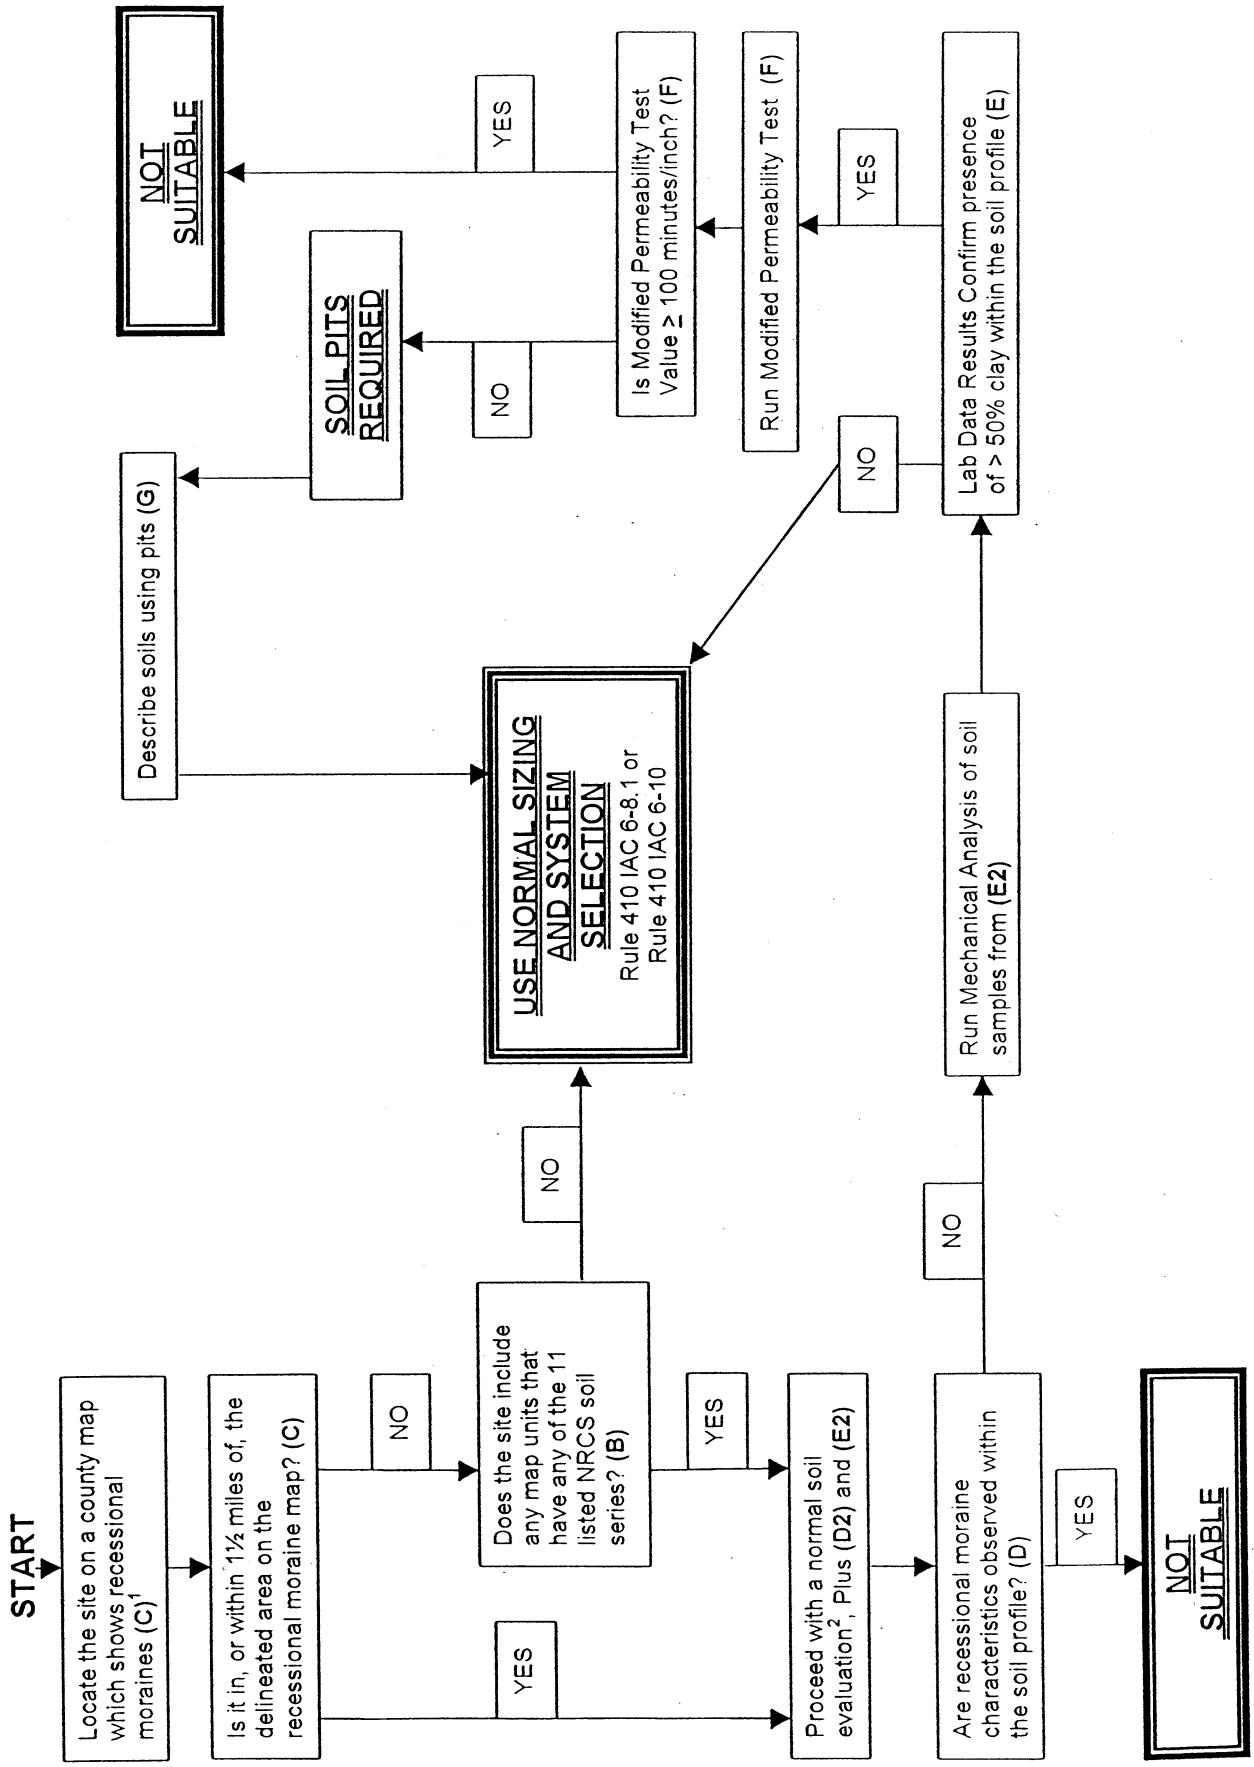 START
Locate the site on a county map
which shows recessional
moraines (C)¹
Is it in, or within 1½ miles of, the
delineated area on the
recessional moraine map? (C)
NO
YES
Does the site include
any map units that
have any of the 11
listed NRCS soil
series? (B)
NO
YES
Proceed with a normal soil
evaluation², Plus (D2) and (E2)
Are recessional moraine
characteristics observed within
the soil profile? (D)
YES
NOT
SUITABLE
NO
Run Mechanical Analysis of soil
samples from (E2)
Lab Data Results Confirm presence
of > 50% clay within the soil profile (E)
NO
YES
Run Modified Permeability Test (F)
Is Modified Permeability Test
Value ≥ 100 minutes/inch? (F)
NO
YES
NOT
SUITABLE
SOIL PITS
REQUIRED
Describe soils using pits (G)
USE NORMAL SIZING
AND SYSTEM
SELECTION
Rule 410 IAC 6-8.1 or
Rule 410 IAC 6-10